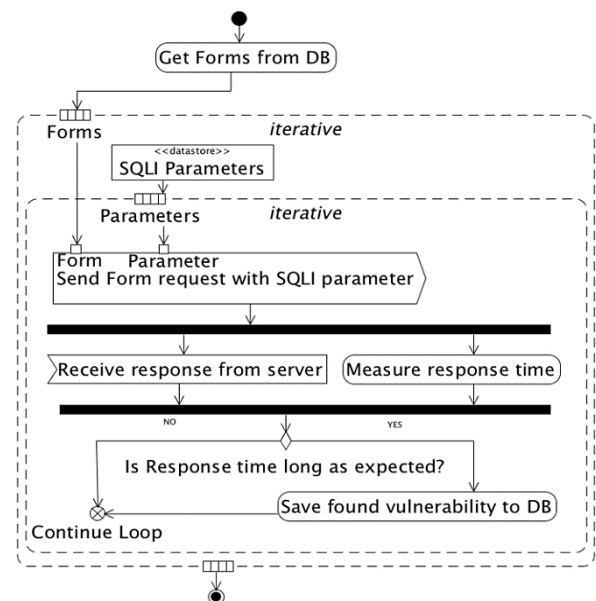 Get Forms from DB
Forms
iterative
<<datastore>>
SQLI Parameters
Parameters
iterative
Form
Parameter
Send Form request with SQLI parameter
Receive response from server
Measure response time
NO
YES
Is Response time long as expected?
Save found vulnerability to DB
Continue Loop